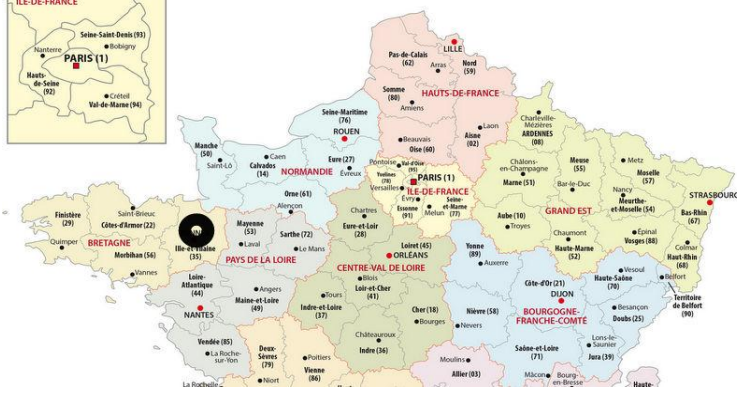 ÎLE-DE-FRANCE
Seine-Saint-Denis (93)
Nanterre
Bobigny
PARIS (1)
Hauts-
de-Seine
(92)
Créteil
Val-de-Marne (94)
LILLE
Pas-de-Calais
(62)
Arras
Nord
(59)
Somme
(80)
Amiens
HAUTS-DE-FRANCE
Seine-Maritime
(76)
ROUEN
Beauvais
Oise (60)
Laon
Aisne
(02)
Charleville-
Mézières
ARDENNES
(08)
Manche
(50)
Saint-Lô
Caen
Calvados
(14)
NORMANDIE
Eure (27)
Évreux
Orne (61)
Alençon
Pontoise
Val-d'Oise
(95)
Yvelines
(78)
Versailles
PARIS (1)
ÎLE-DE-FRANCE
Évry
Essonne
(91)
Melun
Seine-
et-Marne
(77)
Châlons-
en-Champagne
Marne (51)
Meuse
(55)
Bar-le-Duc
Metz
Moselle
(57)
Nancy
Meurthe-
et-Moselle (54)
STRASBOURG
Bas-Rhin
(67)
GRAND EST
Aube (10)
Troyes
Chaumont
Haute-Marne
(52)
Épinal
Vosges (88)
Colmar
Haut-Rhin
(68)
Finistère
(29)
Quimper
Saint-Brieuc
Côtes-d'Armor (22)
BRETAGNE
Morbihan (56)
Vannes
Ille-et-Vilaine
(35)
Mayenne
(53)
Laval
Sarthe (72)
Le Mans
PAYS DE LA LOIRE
Chartres
Eure-et-Loir
(28)
Loiret (45)
ORLÉANS
CENTRE-VAL DE LOIRE
Blois
Loir-et-Cher
(41)
Yonne
(89)
Auxerre
Loire-
Atlantique
(44)
NANTES
Angers
Maine-et-Loire
(49)
Tours
Indre-et-Loire
(37)
Cher (18)
Bourges
Châteauroux
Indre (36)
Côte-d'Or (21)
DIJON
BOURGOGNE-
FRANCHE-COMTÉ
Nièvre (58)
Nevers
Vesoul
Haute-Saône
(70)
Belfort
Territoire
de Belfort
(90)
Besançon
Doubs (25)
Lons-le-
Saunier
Jura (39)
Saône-et-Loire
(71)
Mâcon
Bourg-
en-Bresse
Vendée (85)
La Roche-
sur-Yon
Deux-
Sèvres
(79)
Niort
Poitiers
Vienne
(86)
La Rochelle
Moulins
Allier (03)
Haute-